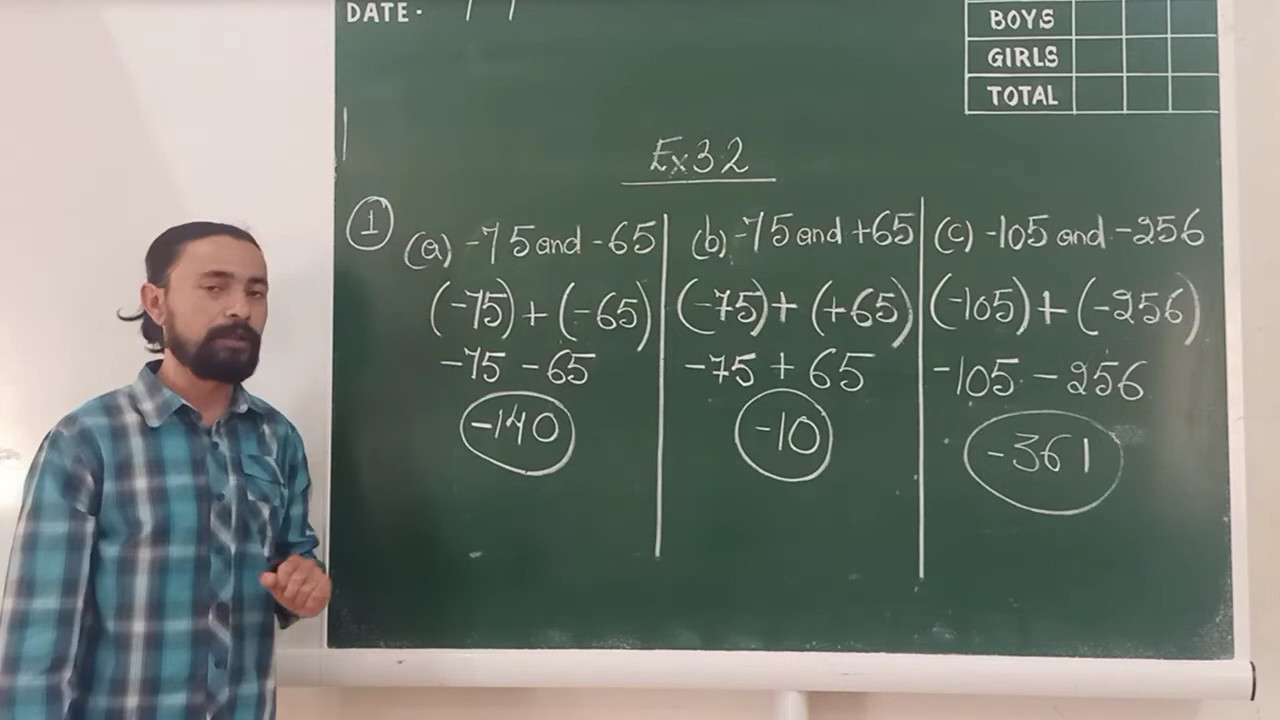 DATE -
BOYS
GIRLS
TOTAL
Ex 3.2
1 (a) -75 and -65 (b) -75 and +65 (c) -105 and -256
(-75) + (-65) (-75) + (+65) (-105) + (-256)
-75 - 65 -75 + 65 -105 - 256
-140 -10 -361